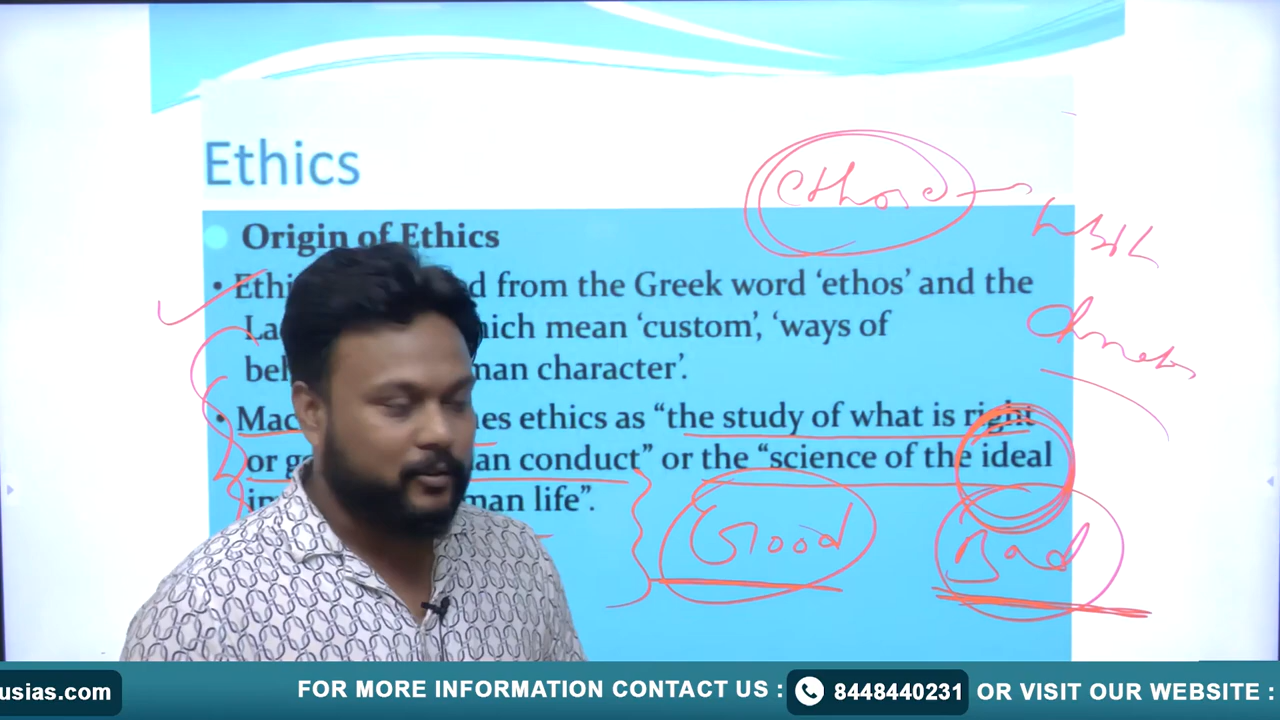 Ethics
ethos
Origin of Ethics
• Ethi d from the Greek word ‘ethos’ and the
La hich mean ‘custom’, ‘ways of
beh man character’.
• Mac es ethics as “the study of what is right
or go an conduct” or the “science of the ideal
man life”.
Good Bad
usias.com FOR MORE INFORMATION CONTACT US : 8448440231 OR VISIT OUR WEBSITE :